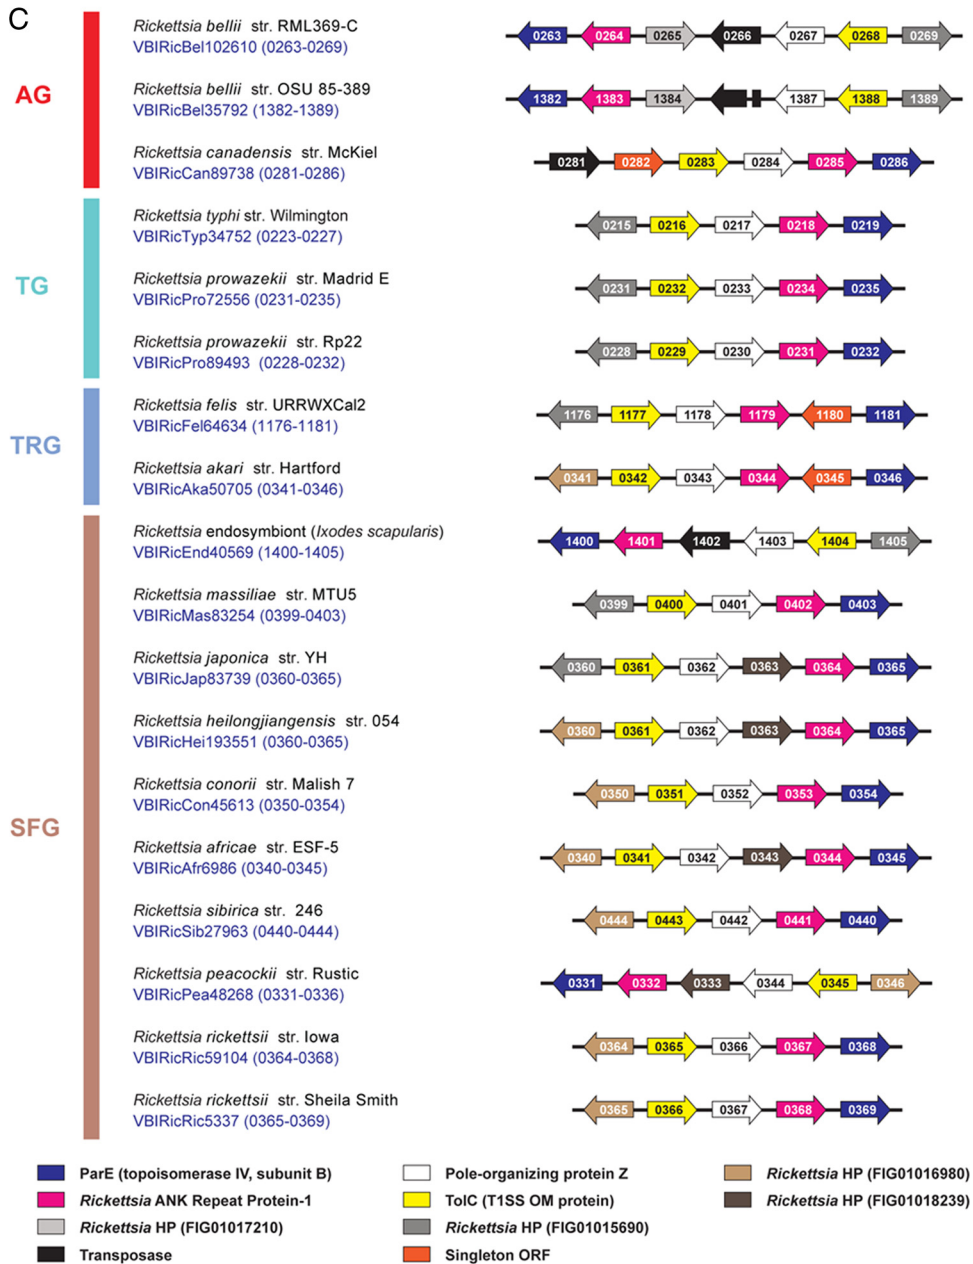 C
AG
Rickettsia bellii str. RML369-C
VBIRicBel102610 (0263-0269)
0263 0264 0265 0266 0267 0268 0269
Rickettsia bellii str. OSU 85-389
VBIRicBel35792 (1382-1389)
1382 1383 1384 1387 1388 1389
Rickettsia canadensis str. McKiel
VBIRicCan89738 (0281-0286)
0281 0282 0283 0284 0285 0286
TG
Rickettsia typhi str. Wilmington
VBIRicTyp34752 (0223-0227)
0215 0216 0217 0218 0219
Rickettsia prowazekii str. Madrid E
VBIRicPro72556 (0231-0235)
0231 0232 0233 0234 0235
Rickettsia prowazekii str. Rp22
VBIRicPro89493 (0228-0232)
0228 0229 0230 0231 0232
TRG
Rickettsia felis str. URRWXCal2
VBIRicFel64634 (1176-1181)
1176 1177 1178 1179 1180 1181
Rickettsia akari str. Hartford
VBIRicAka50705 (0341-0346)
0341 0342 0343 0344 0345 0346
SFG
Rickettsia endosymbiont (Ixodes scapularis)
VBIRicEnd40569 (1400-1405)
1400 1401 1402 1403 1404 1405
Rickettsia massiliae str. MTU5
VBIRicMas83254 (0399-0403)
0399 0400 0401 0402 0403
Rickettsia japonica str. YH
VBIRicJap83739 (0360-0365)
0360 0361 0362 0363 0364 0365
Rickettsia heilongjiangensis str. 054
VBIRicHei193551 (0360-0365)
0360 0361 0362 0363 0364 0365
Rickettsia conorii str. Malish 7
VBIRicCon45613 (0350-0354)
0350 0351 0352 0353 0354
Rickettsia africae str. ESF-5
VBIRicAfr6986 (0340-0345)
0340 0341 0342 0343 0344 0345
Rickettsia sibirica str. 246
VBIRicSib27963 (0440-0444)
0444 0443 0442 0441 0440
Rickettsia peacockii str. Rustic
VBIRicPea48268 (0331-0336)
0331 0332 0333 0344 0345 0346
Rickettsia rickettsii str. Iowa
VBIRicRic59104 (0364-0368)
0364 0365 0366 0367 0368
Rickettsia rickettsii str. Sheila Smith
VBIRicRic5337 (0365-0369)
0365 0366 0367 0368 0369
ParE (topoisomerase IV, subunit B)
Rickettsia ANK Repeat Protein-1
Rickettsia HP (FIG01017210)
Transposase
Pole-organizing protein Z
TolC (T1SS OM protein)
Rickettsia HP (FIG01015690)
Singleton ORF
Rickettsia HP (FIG01016980)
Rickettsia HP (FIG01018239)